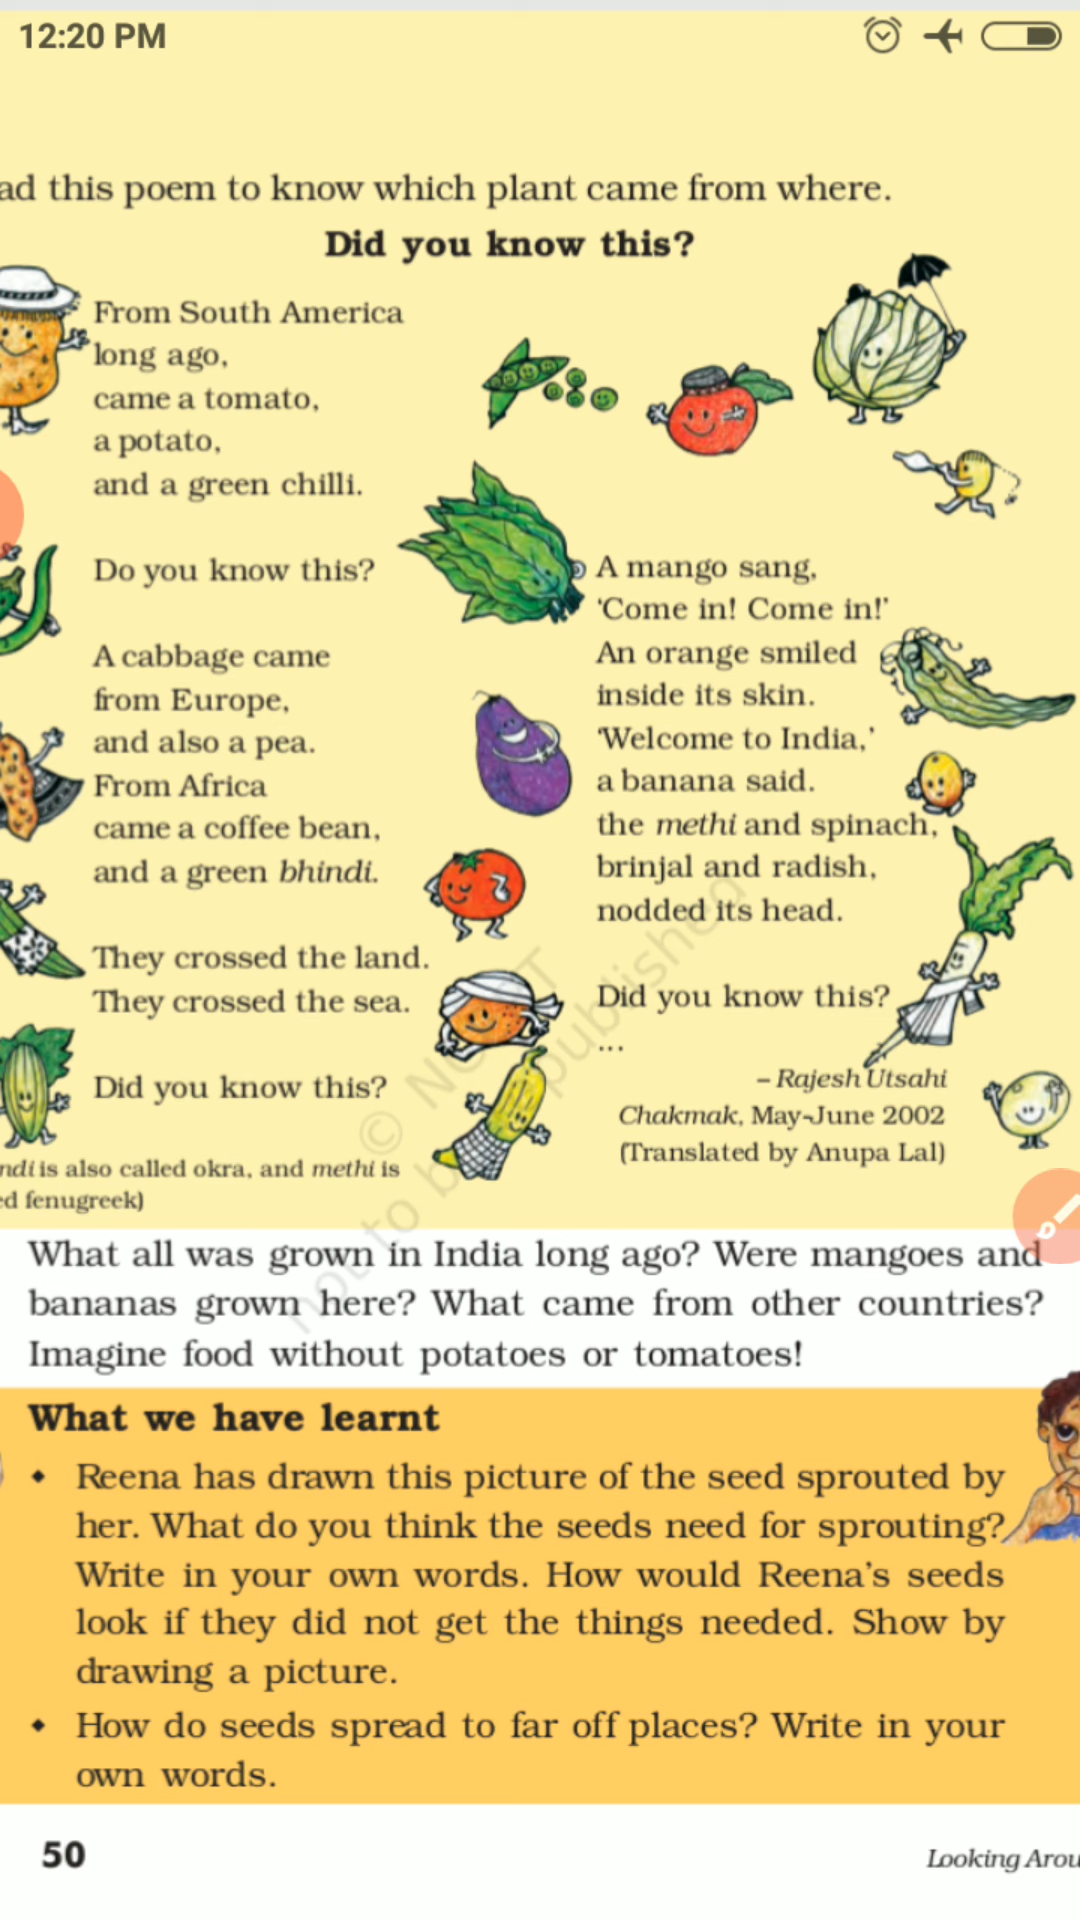 12:20 PM
ad this poem to know which plant came from where.
Did you know this?
From South America
long ago,
came a tomato,
a potato,
and a green chilli.
Do you know this?
A cabbage came
from Europe,
and also a pea.
From Africa
came a coffee bean,
and a green bhindi.
They crossed the land.
They crossed the sea.
Did you know this?
ndi is also called okra, and methi is
ed fenugreek)
A mango sang,
‘Come in! Come in!’
An orange smiled
inside its skin.
‘Welcome to India,’
a banana said.
the methi and spinach,
brinjal and radish,
nodded its head.
Did you know this?
...
– Rajesh Utsahi
Chakmak, May-June 2002
(Translated by Anupa Lal)
What all was grown in India long ago? Were mangoes and
bananas grown here? What came from other countries?
Imagine food without potatoes or tomatoes!
What we have learnt
• Reena has drawn this picture of the seed sprouted by
her. What do you think the seeds need for sprouting?
Write in your own words. How would Reena’s seeds
look if they did not get the things needed. Show by
drawing a picture.
• How do seeds spread to far off places? Write in your
own words.
50
Looking Arou